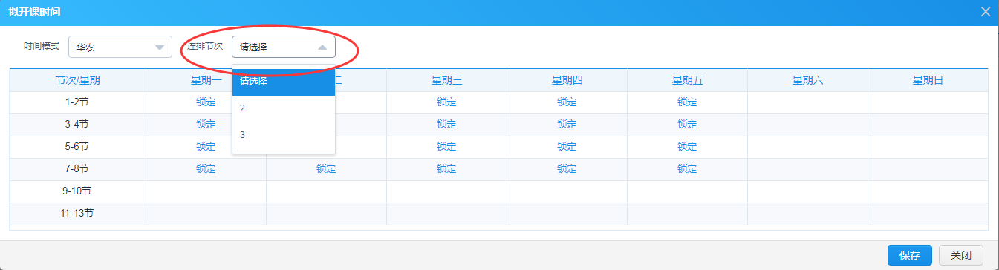 拟开课时间
时间模式 华农 连排节次 请选择
节次/星期 星期一 二 星期三 星期四 星期五 星期六 星期日
请选择
1-2节 锁定 锁定 锁定 锁定
2
3-4节 锁定 锁定 锁定 锁定
3
5-6节 锁定 锁定 锁定 锁定
7-8节 锁定 锁定 锁定 锁定 锁定
9-10节
11-13节
保存 关闭